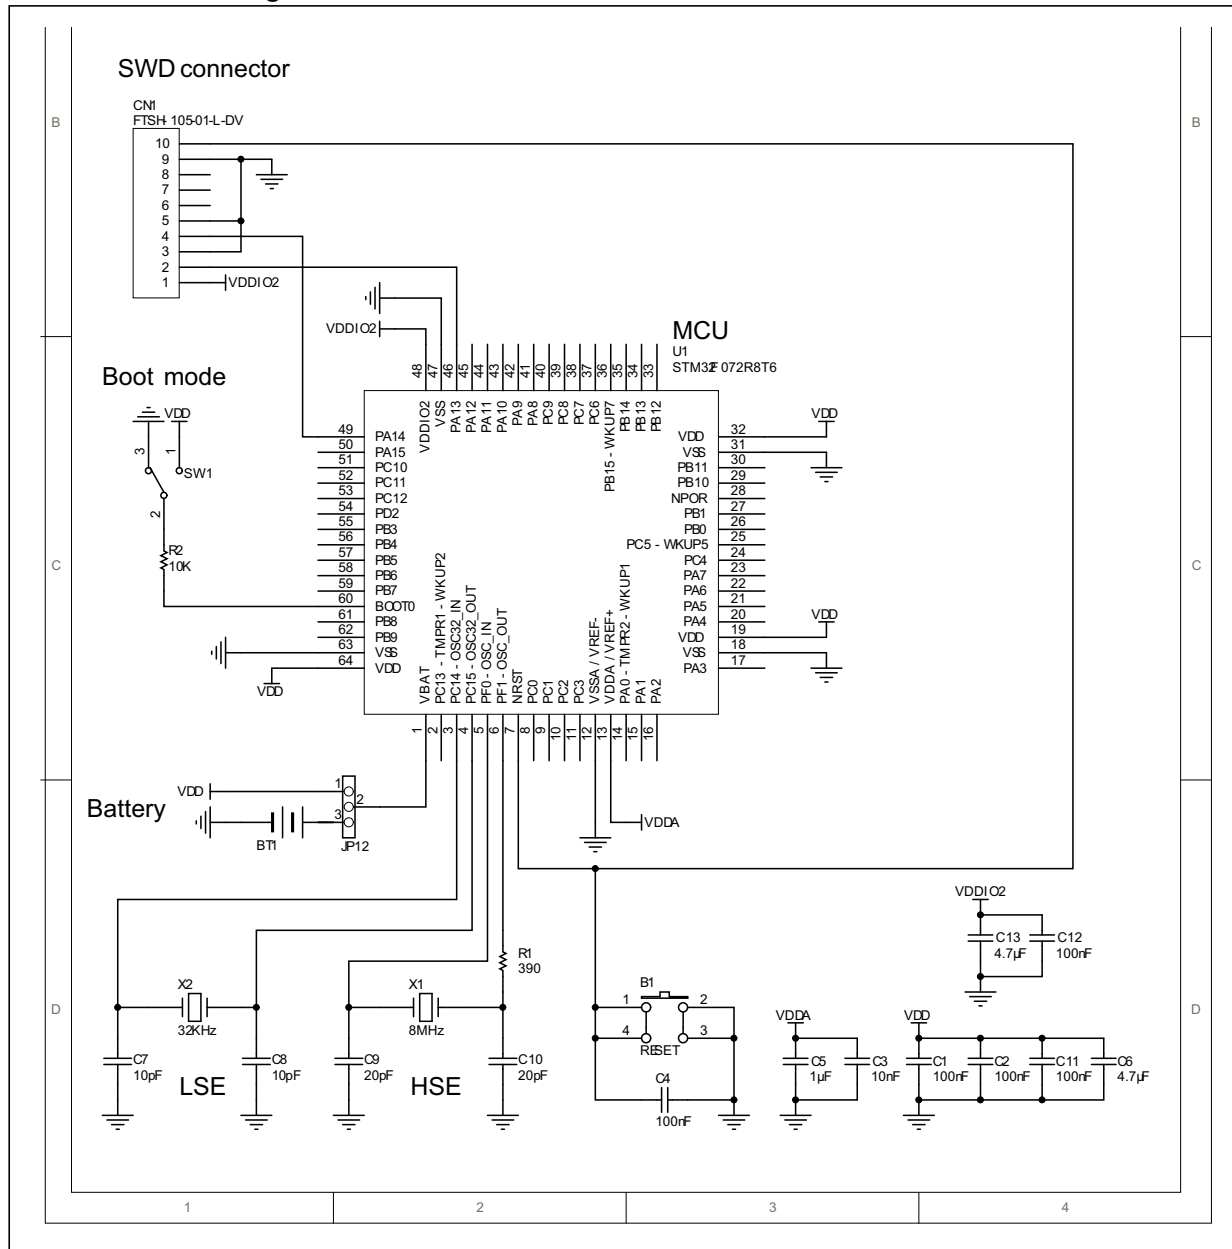 SWD connector
CN1
FTSH-105-01-L-DV
B
B
10
9
8
7
6
5
4
3
2
1
VDDIO2
VDDIO2
MCU
U1
STM32F072R8T6
Boot mode
VDD
3
1
SW1
2
R2
10K
48
47
46
45
44
43
42
41
40
39
38
37
36
35
34
33
VDDIO2
VSS
PA13
PA12
PA11
PA10
PA9
PA8
PC9
PC8
PC7
PC6
PB15 - WKUP7
PB14
PB13
PB12
49 PA14
50 PA15
51 PC10
52 PC11
53 PC12
54 PD2
55 PB3
56 PB4
57 PB5
58 PB6
59 PB7
60 BOOT0
61 PB8
62 PB9
63 VSS
64 VDD
VDD
VDD 32
VSS 31
PB11 30
PB10 29
NPOR 28
PB1 27
PB0 26
PC5 - WKUP5 25
PC4 24
PA7 23
PA6 22
PA5 21
PA4 20
VDD 19
VSS 18
PA3 17
VDD
VDD
C
C
VBAT
PC13 - TMPR1 - WKUP2
PC14 - OSC32_IN
PC15 - OSC32_OUT
PF0 - OSC_IN
PF1 - OSC_OUT
NRST
PC0
PC1
PC2
PC3
VSSA / VREF-
VDDA / VREF+
PA0 - TMPR2 - WKUP1
PA1
PA2
1
2
3
4
5
6
7
8
9
10
11
12
13
14
15
16
Battery
VDD
1
2
3
BT1
JP12
VDDA
R1
390
X2
32KHz
X1
8MHz
C7
10pF
LSE
C8
10pF
C9
20pF
HSE
C10
20pF
B1
1
2
4
3
RESET
C4
100nF
VDDIO2
C13
4.7µF
C12
100nF
VDDA
C5
1µF
C3
10nF
VDD
C1
100nF
C2
100nF
C11
100nF
C6
4.7µF
D
D
1
2
3
4